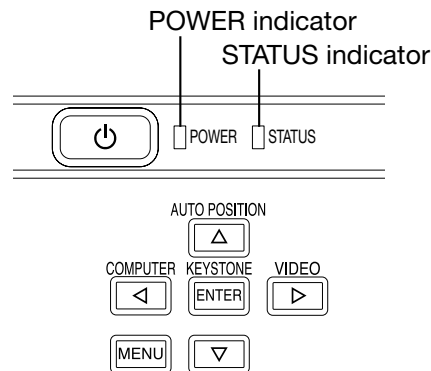 POWER indicator
STATUS indicator
POWER STATUS
AUTO POSITION
COMPUTER KEYSTONE VIDEO
ENTER
MENU